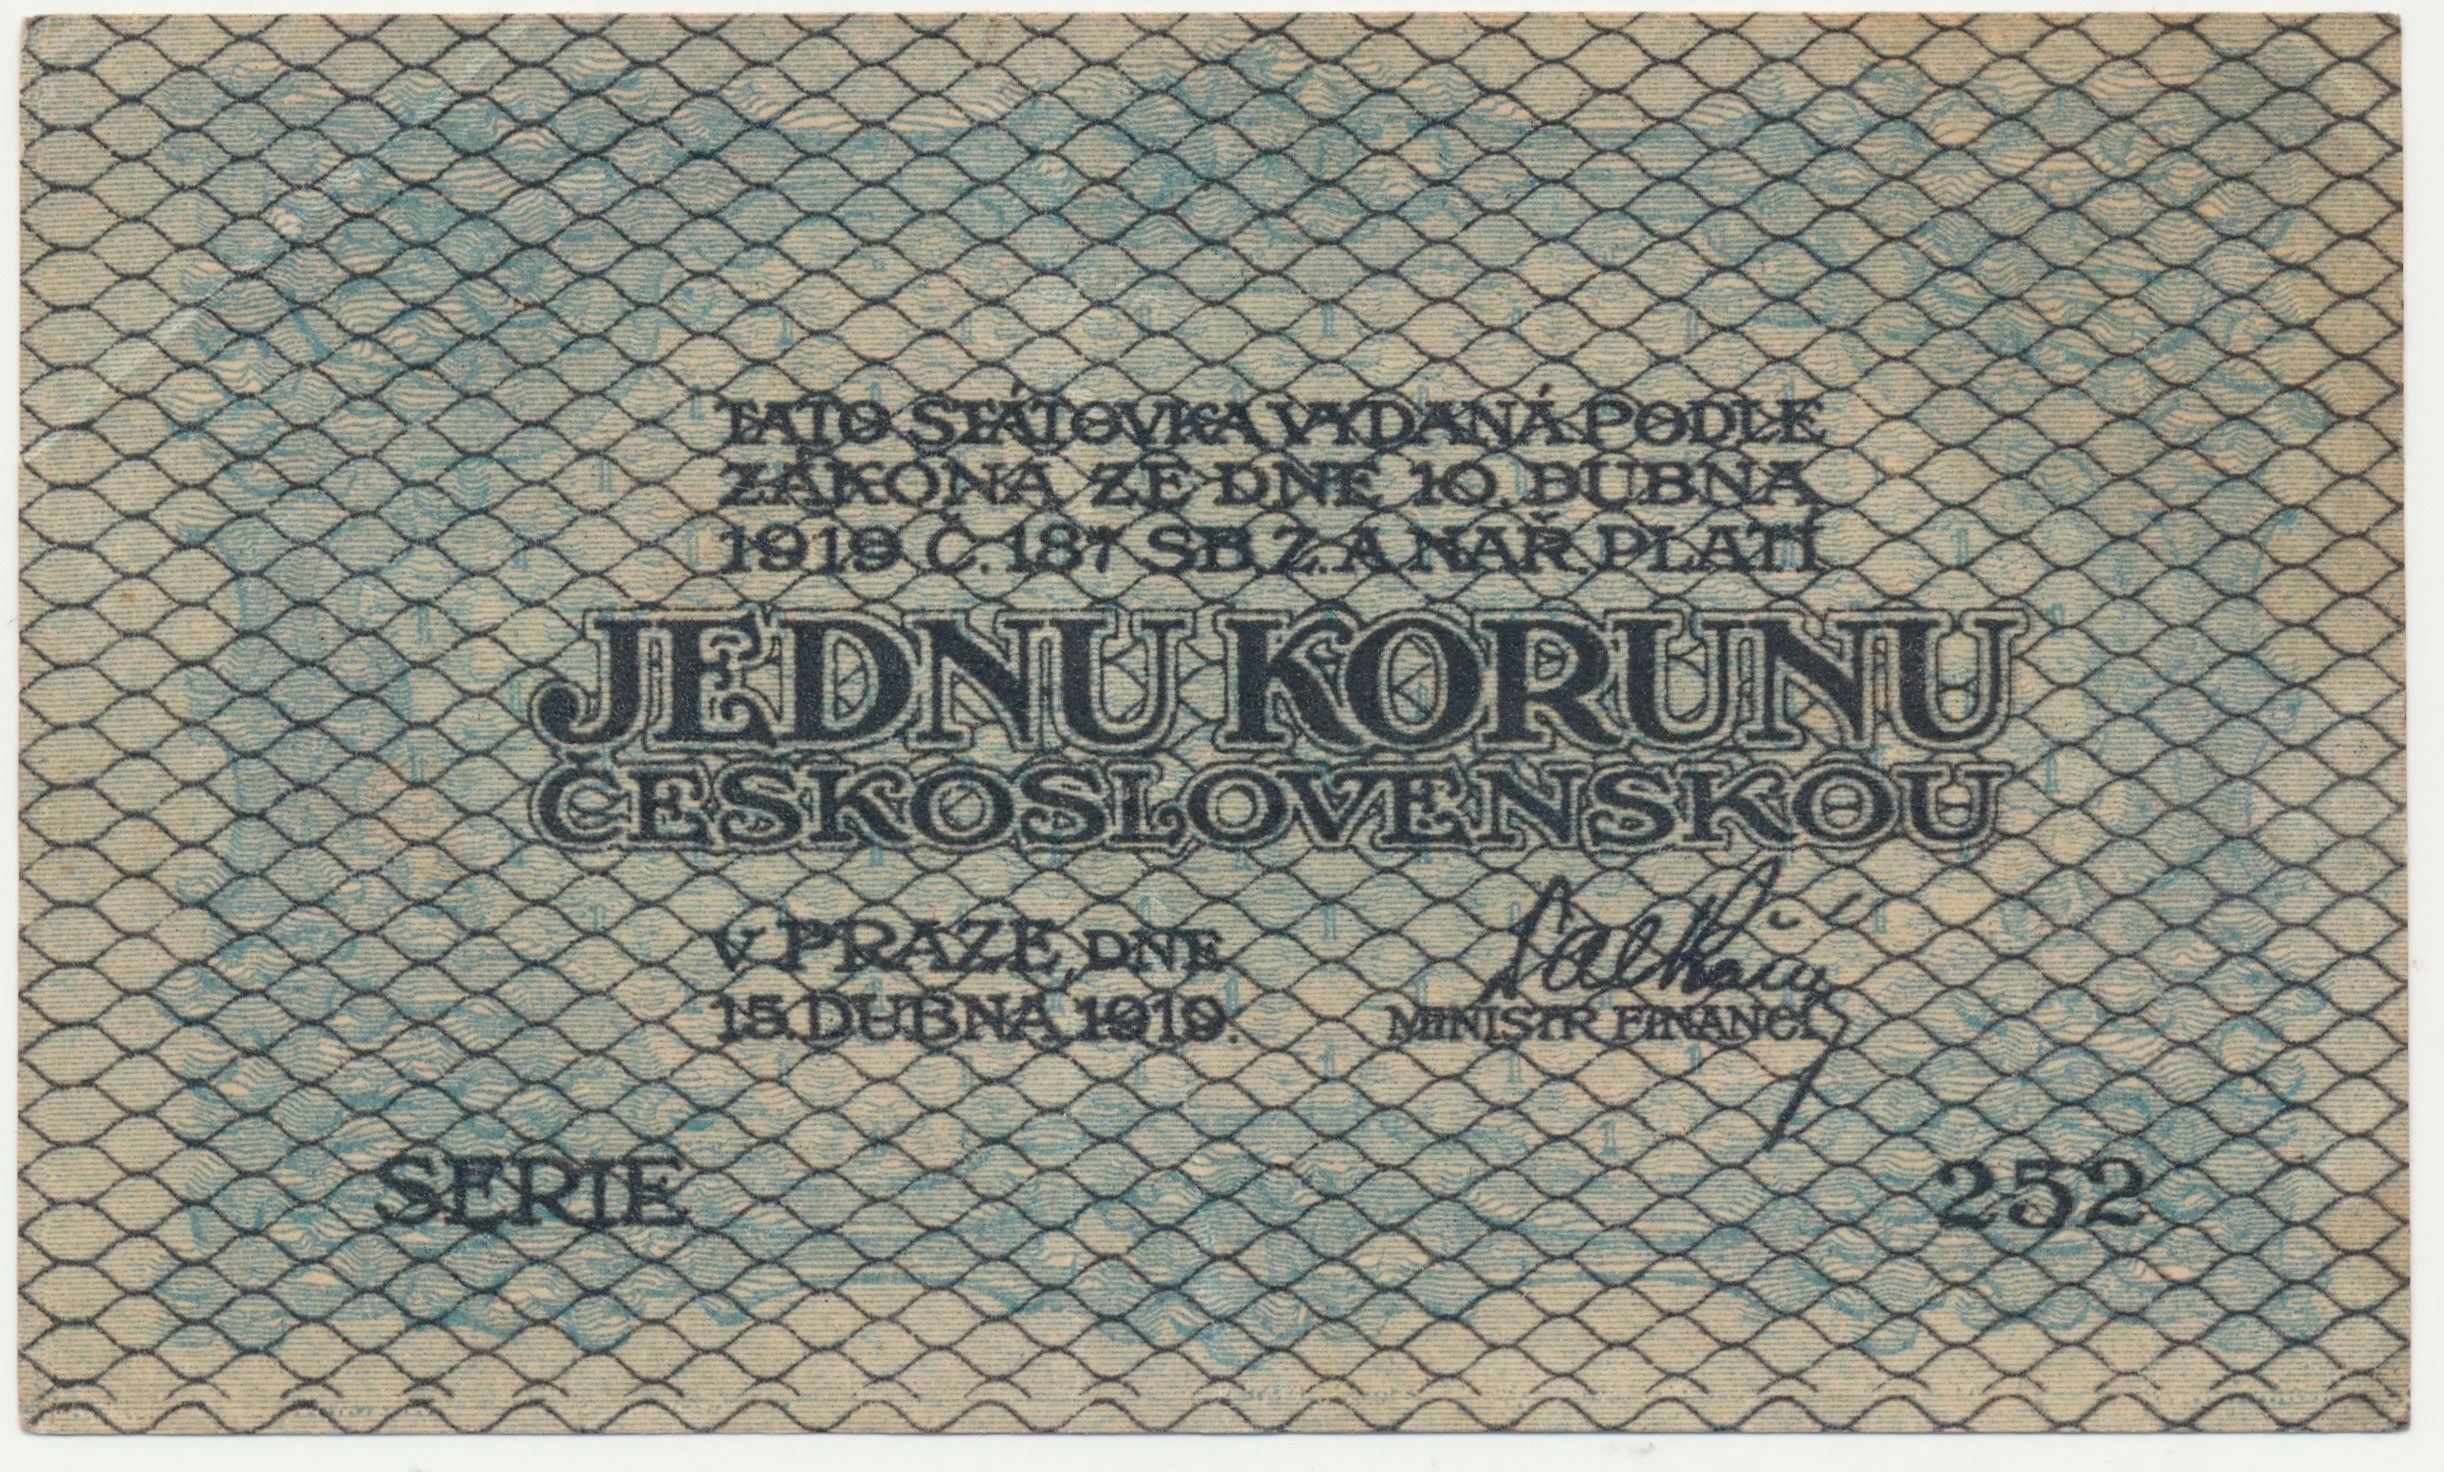 TATO STÁTOVKA VYDANÁ PODLE
ZÁKONA ZE DNE 10. DUBNA
1919 Č. 187 SB. Z. A NAŘ. PLATÍ
JEDNU KORUNU
ČESKOSLOVENSKOU
V PRAZE, DNE
15. DUBNA 1919.
MINISTR FINANCÍ
SERIE 252